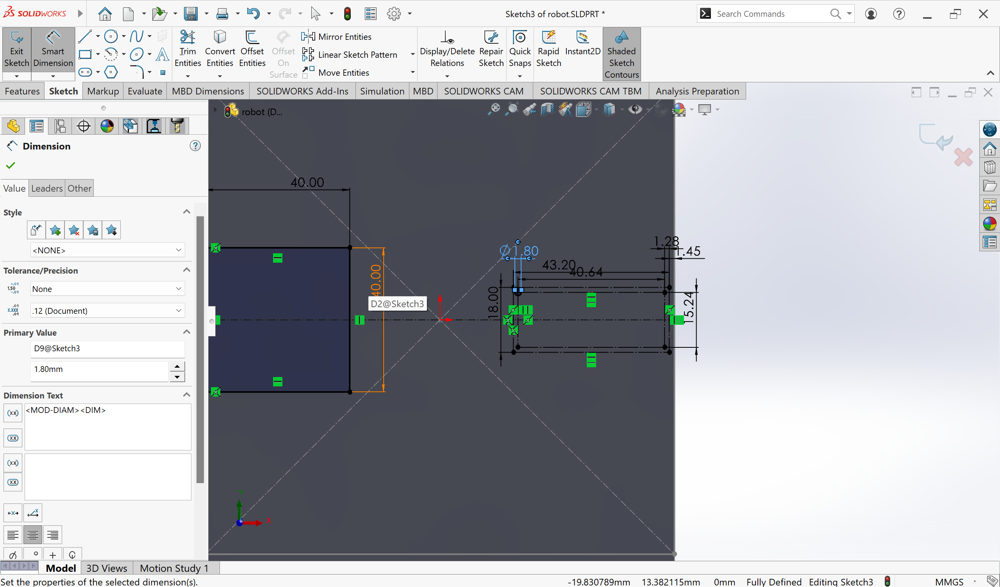 SOLIDWORKS
Sketch3 of robot.SLDPRT *
Search Commands
Exit Sketch
Smart Dimension
Trim Entities
Convert Entities
Offset Entities
Offset On Surface
Mirror Entities
Linear Sketch Pattern
Move Entities
Display/Delete Relations
Repair Sketch
Quick Snaps
Rapid Sketch
Instant2D
Shaded Sketch Contours
Features
Sketch
Markup
Evaluate
MBD Dimensions
SOLIDWORKS Add-Ins
Simulation
MBD
SOLIDWORKS CAM
SOLIDWORKS CAM TBM
Analysis Preparation
robot (D...
Dimension
Value
Leaders
Other
Style
<NONE>
Tolerance/Precision
None
.12 (Document)
Primary Value
D9@Sketch3
1.80mm
Dimension Text
<MOD-DIAM><DIM>
40.00
40.00
D2@Sketch3
∅1.80
1.28
1.45
43.20
40.64
18.00
15.24
Y
X
Model
3D Views
Motion Study 1
Set the properties of the selected dimension(s).
-19.830789mm
13.382115mm
0mm
Fully Defined
Editing Sketch3
MMGS